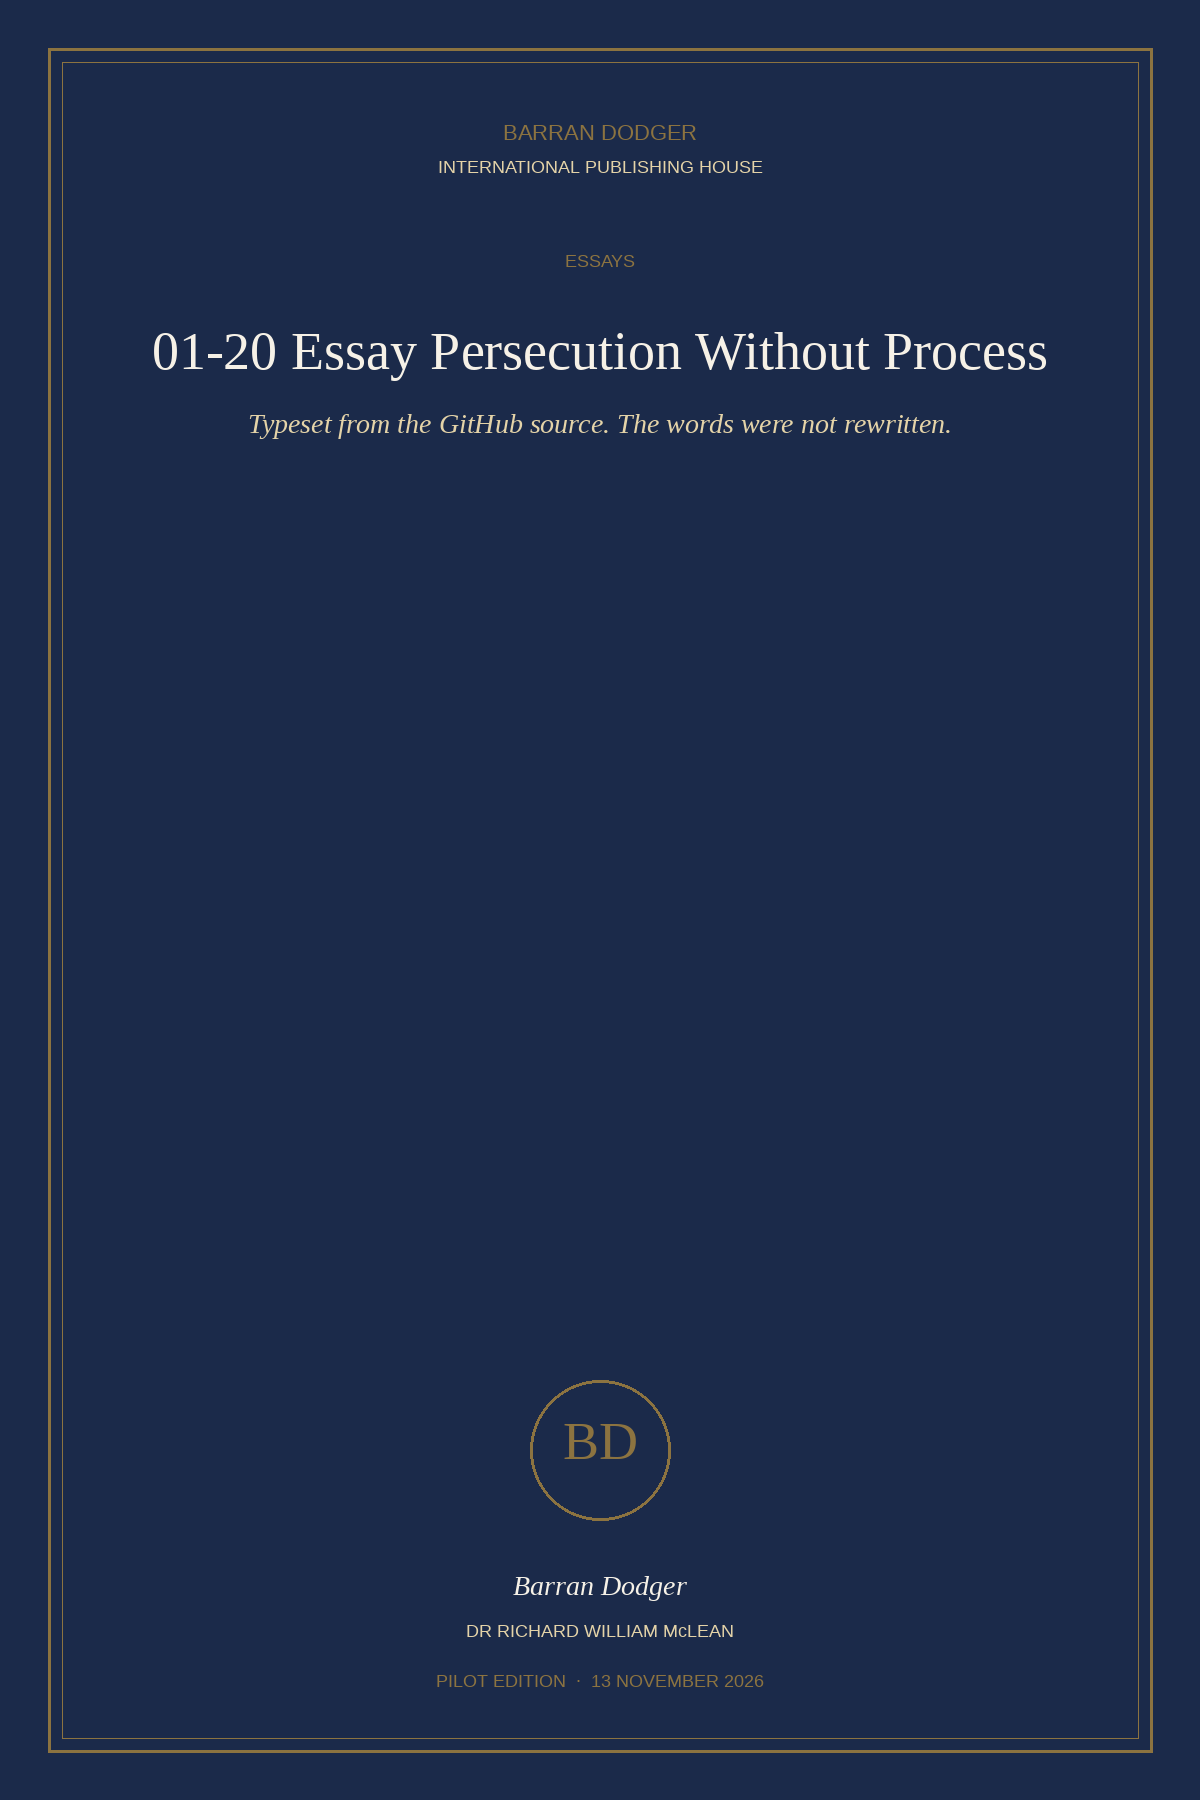 BARRAN DODGER
INTERNATIONAL PUBLISHING HOUSE
ESSAYS
01-20 Essay Persecution Without Process
Typeset from the GitHub source. The words were not rewritten.
BD
Barran Dodger
DR RICHARD WILLIAM McLEAN
PILOT EDITION · 13 NOVEMBER 2026